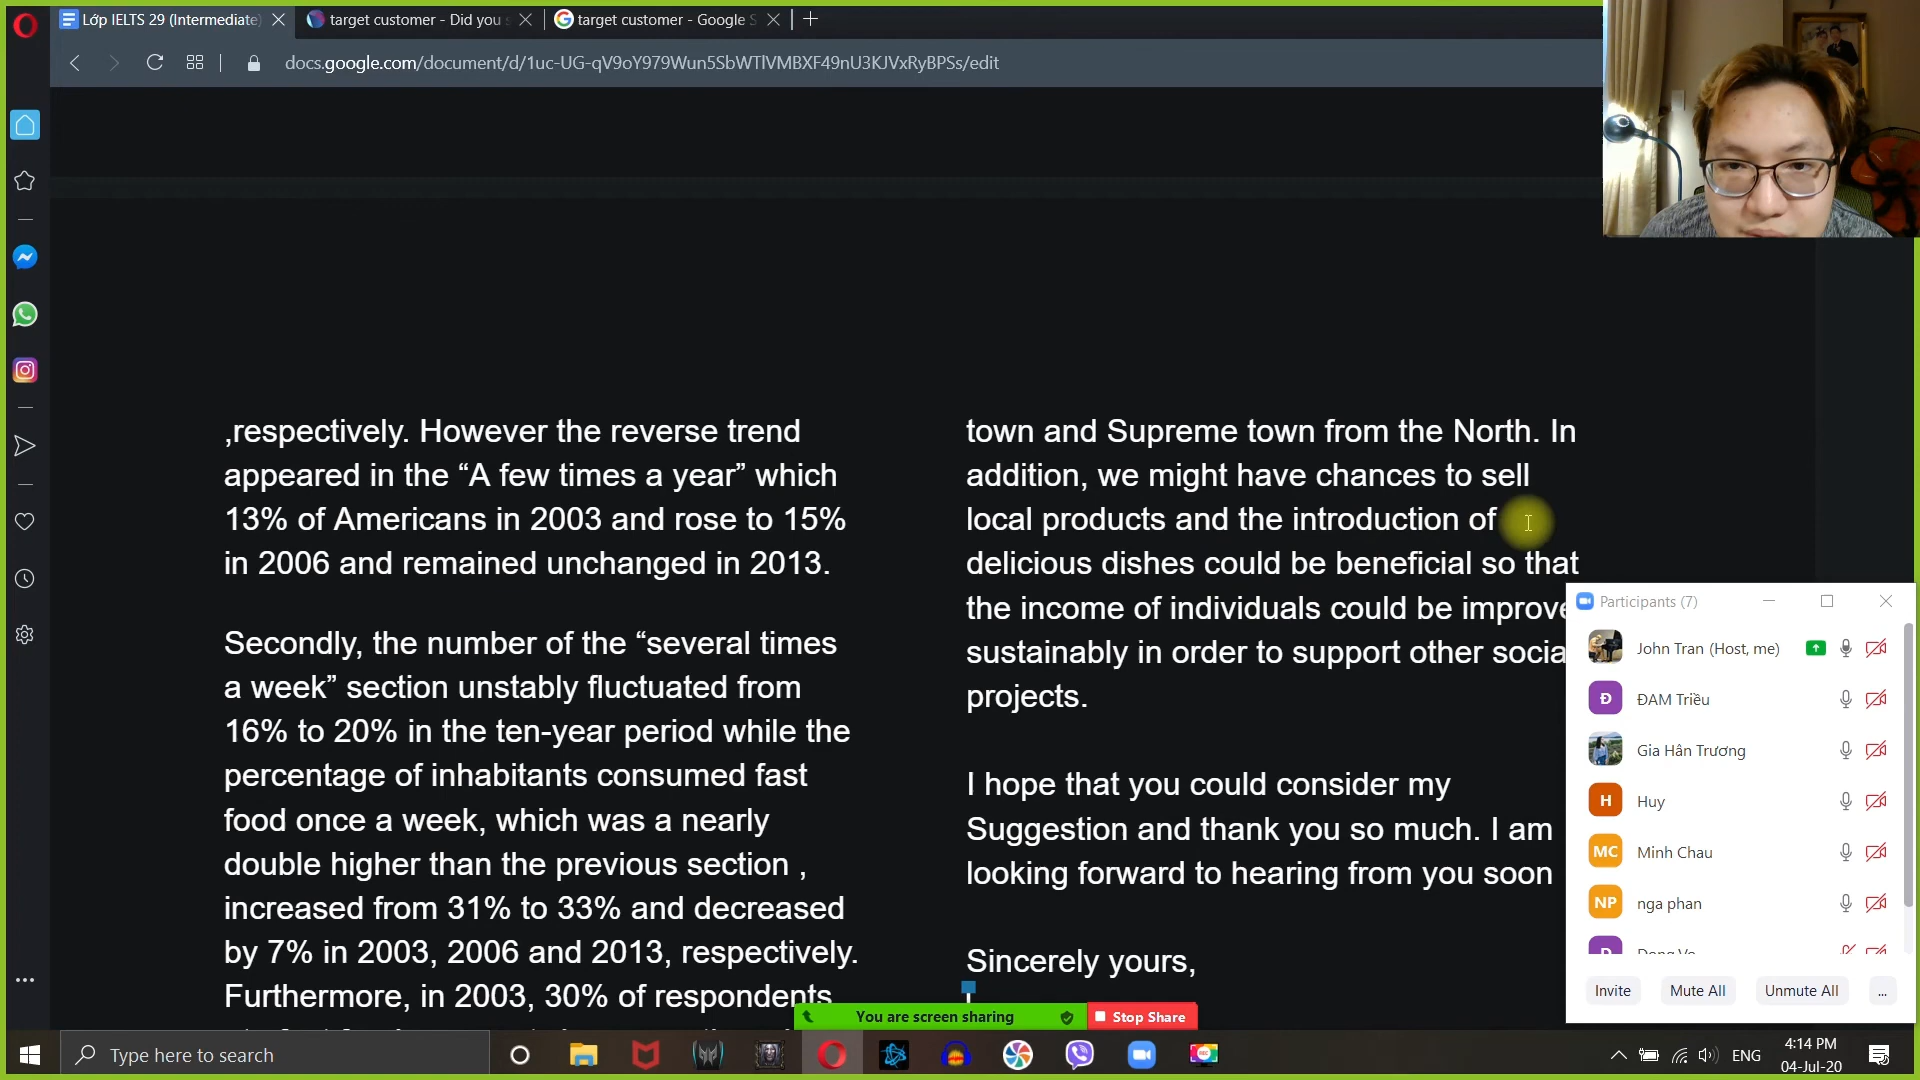 Lớp IELTS 29 (Intermediate)
target customer - Did you
target customer - Google S
docs.google.com/document/d/1uc-UG-qV9oY979Wun5SbWTlVMBXF49nU3KJVxRyBPSs/edit
,respectively. However the reverse trend
appeared in the “A few times a year” which
13% of Americans in 2003 and rose to 15%
in 2006 and remained unchanged in 2013.
Secondly, the number of the “several times
a week” section unstably fluctuated from
16% to 20% in the ten-year period while the
percentage of inhabitants consumed fast
food once a week, which was a nearly
double higher than the previous section ,
increased from 31% to 33% and decreased
by 7% in 2003, 2006 and 2013, respectively.
Furthermore, in 2003, 30% of respondents
town and Supreme town from the North. In
addition, we might have chances to sell
local products and the introduction of
delicious dishes could be beneficial so that
the income of individuals could be improve
sustainably in order to support other socia
projects.
I hope that you could consider my
Suggestion and thank you so much. I am
looking forward to hearing from you soon
Sincerely yours,
Participants (7)
John Tran (Host, me)
Đ ĐAM Triều
Gia Hân Trương
H Huy
MC Minh Chau
NP nga phan
Invite
Mute All
Unmute All
...
You are screen sharing
Stop Share
Type here to search
ENG
4:14 PM
04-Jul-20